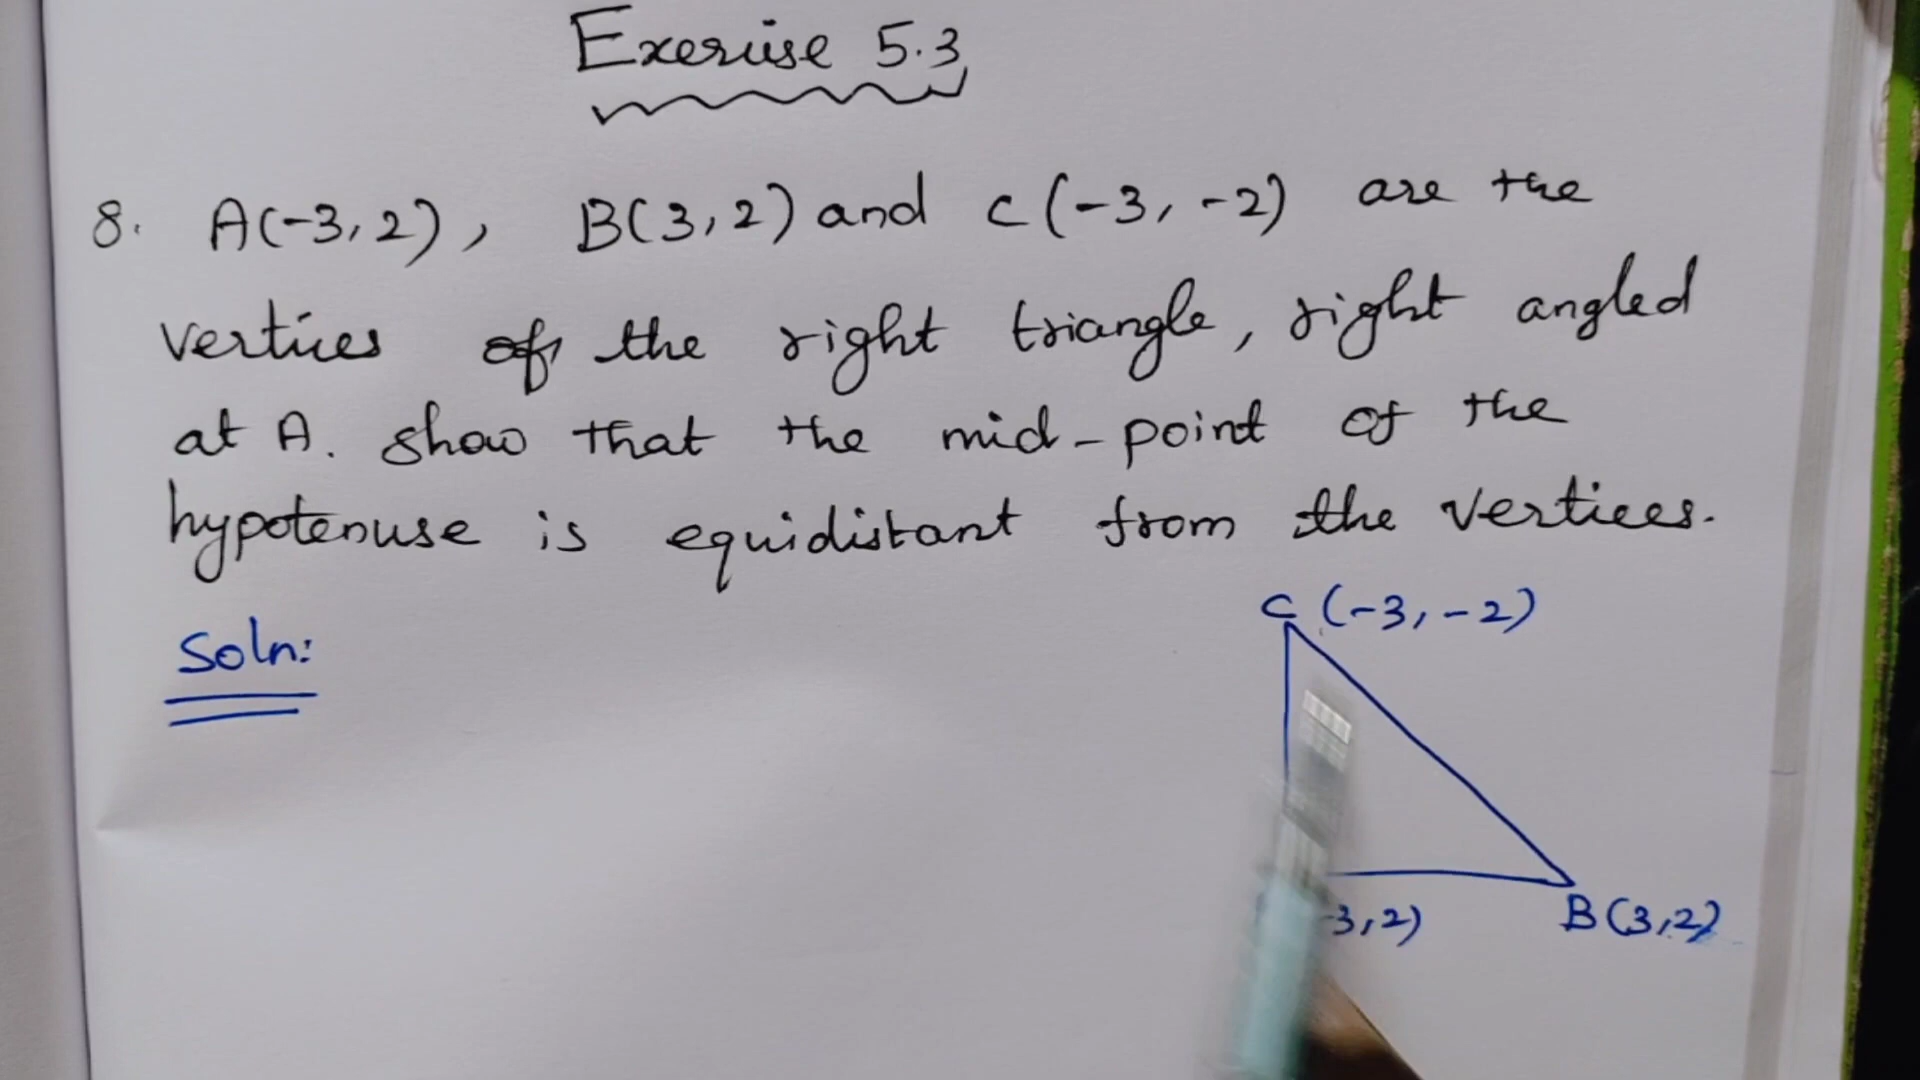 Exercise 5.3
8. A(-3,2), B(3,2) and C(-3,-2) are the
vertices of the right triangle, right angled
at A. show that the mid-point of the
hypotenuse is equidistant from the vertices.
Soln:
C(-3,-2)
3,2)
B(3,2)